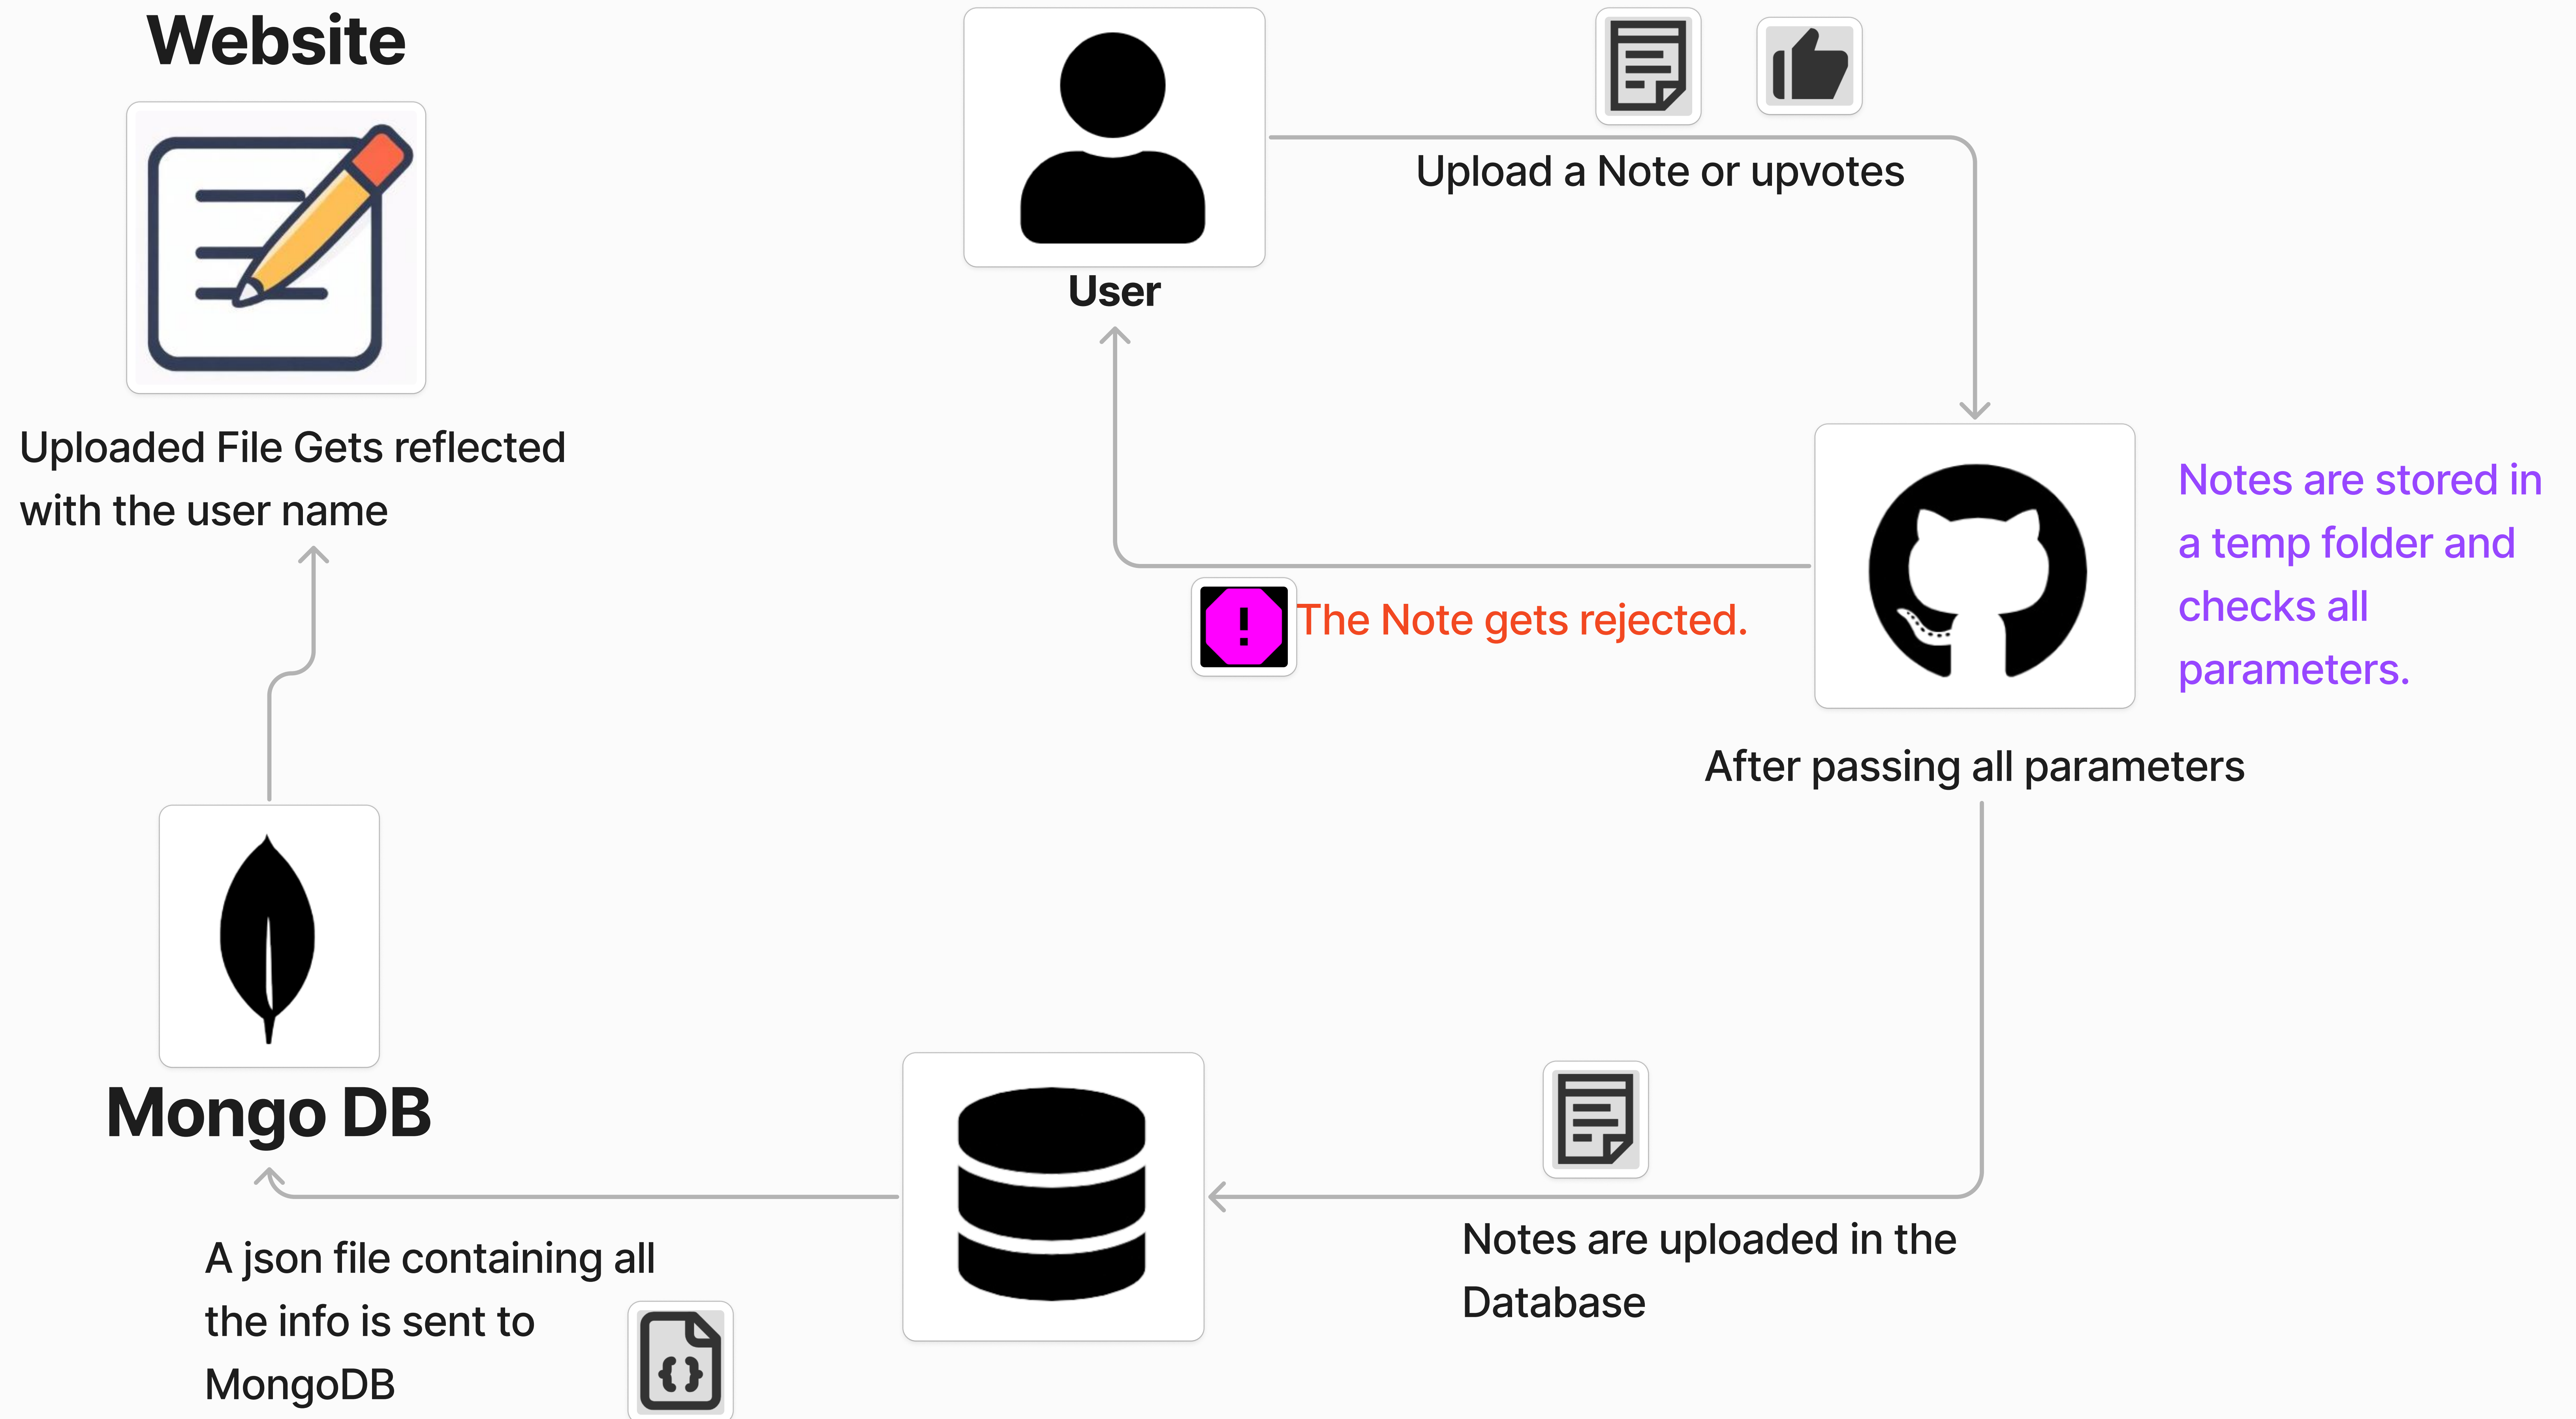 Website
Uploaded File Gets reflected
with the user name
User
Upload a Note or upvotes
The Note gets rejected.
Notes are stored in
a temp folder and
checks all
parameters.
After passing all parameters
Notes are uploaded in the
Database
Mongo DB
A json file containing all
the info is sent to
MongoDB